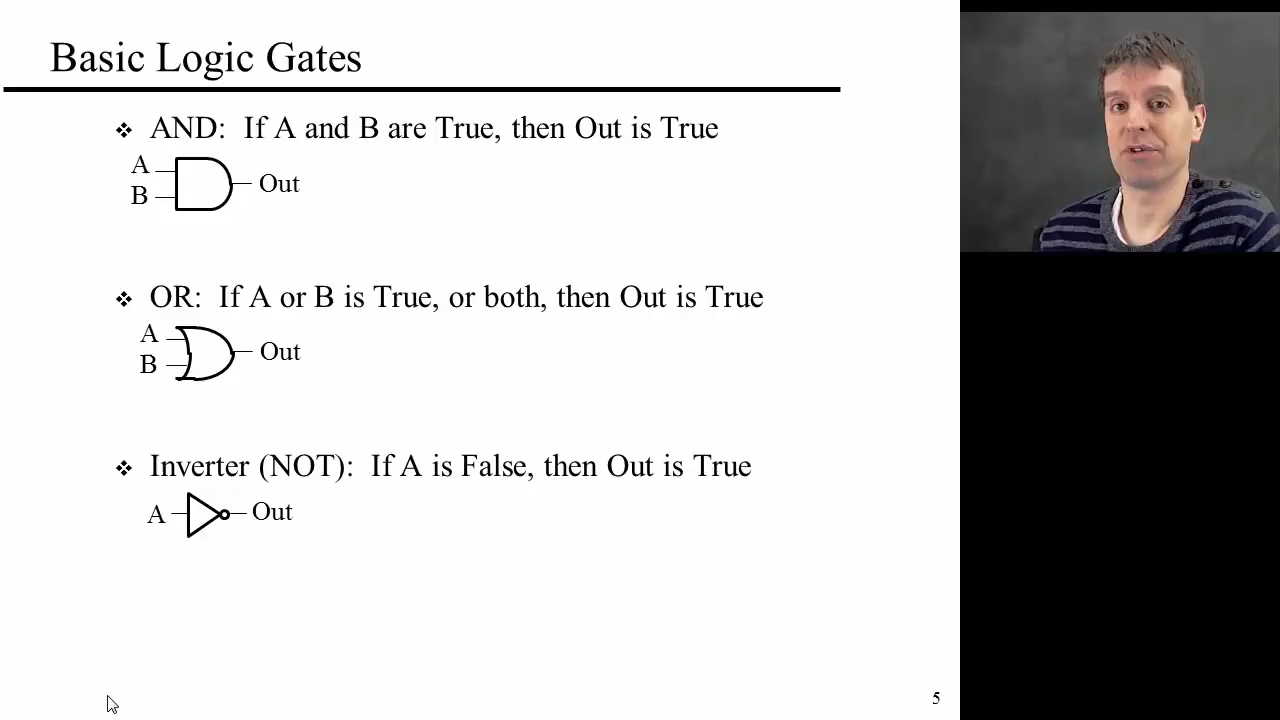 Basic Logic Gates
❖ AND: If A and B are True, then Out is True
A
B
Out
❖ OR: If A or B is True, or both, then Out is True
A
B
Out
❖ Inverter (NOT): If A is False, then Out is True
A
Out
5